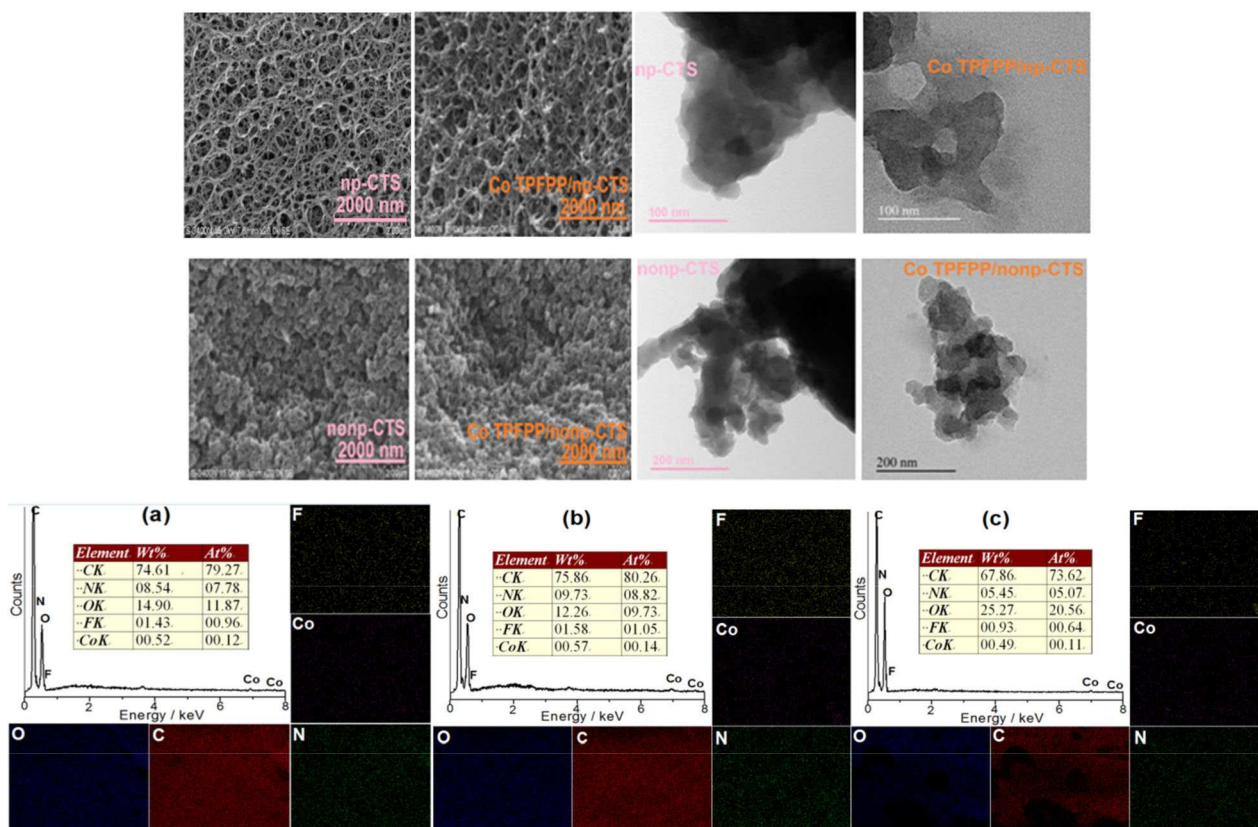 np-CTS
2000 nm
Co TPFPP/np-CTS
2000 nm
np-CTS
100 nm
Co TPFPP/np-CTS
100 nm
nonp-CTS
2000 nm
Co TPFPP/nonp-CTS
2000 nm
nonp-CTS
200 nm
Co TPFPP/nonp-CTS
200 nm
(a)
C
N
O
F
Co
Co
Element Wt% At%
CK 74.61 79.27
NK 08.54 07.78
OK 14.90 11.87
FK 01.43 00.96
CoK 00.52 00.12
Counts
0 2 4 6 8
Energy / keV
F
Co
O
C
N
(b)
C
N
O
F
Co
Co
Element Wt% At%
CK 75.86 80.26
NK 09.73 08.82
OK 12.26 09.73
FK 01.58 01.05
CoK 00.57 00.14
Counts
0 2 4 6 8
Energy / keV
F
Co
O
C
N
(c)
C
N
O
F
Co
Co
Element Wt% At%
CK 67.86 73.62
NK 05.45 05.07
OK 25.27 20.56
FK 00.93 00.64
CoK 00.49 00.11
Counts
0 2 4 6 8
Energy / keV
F
Co
O
C
N